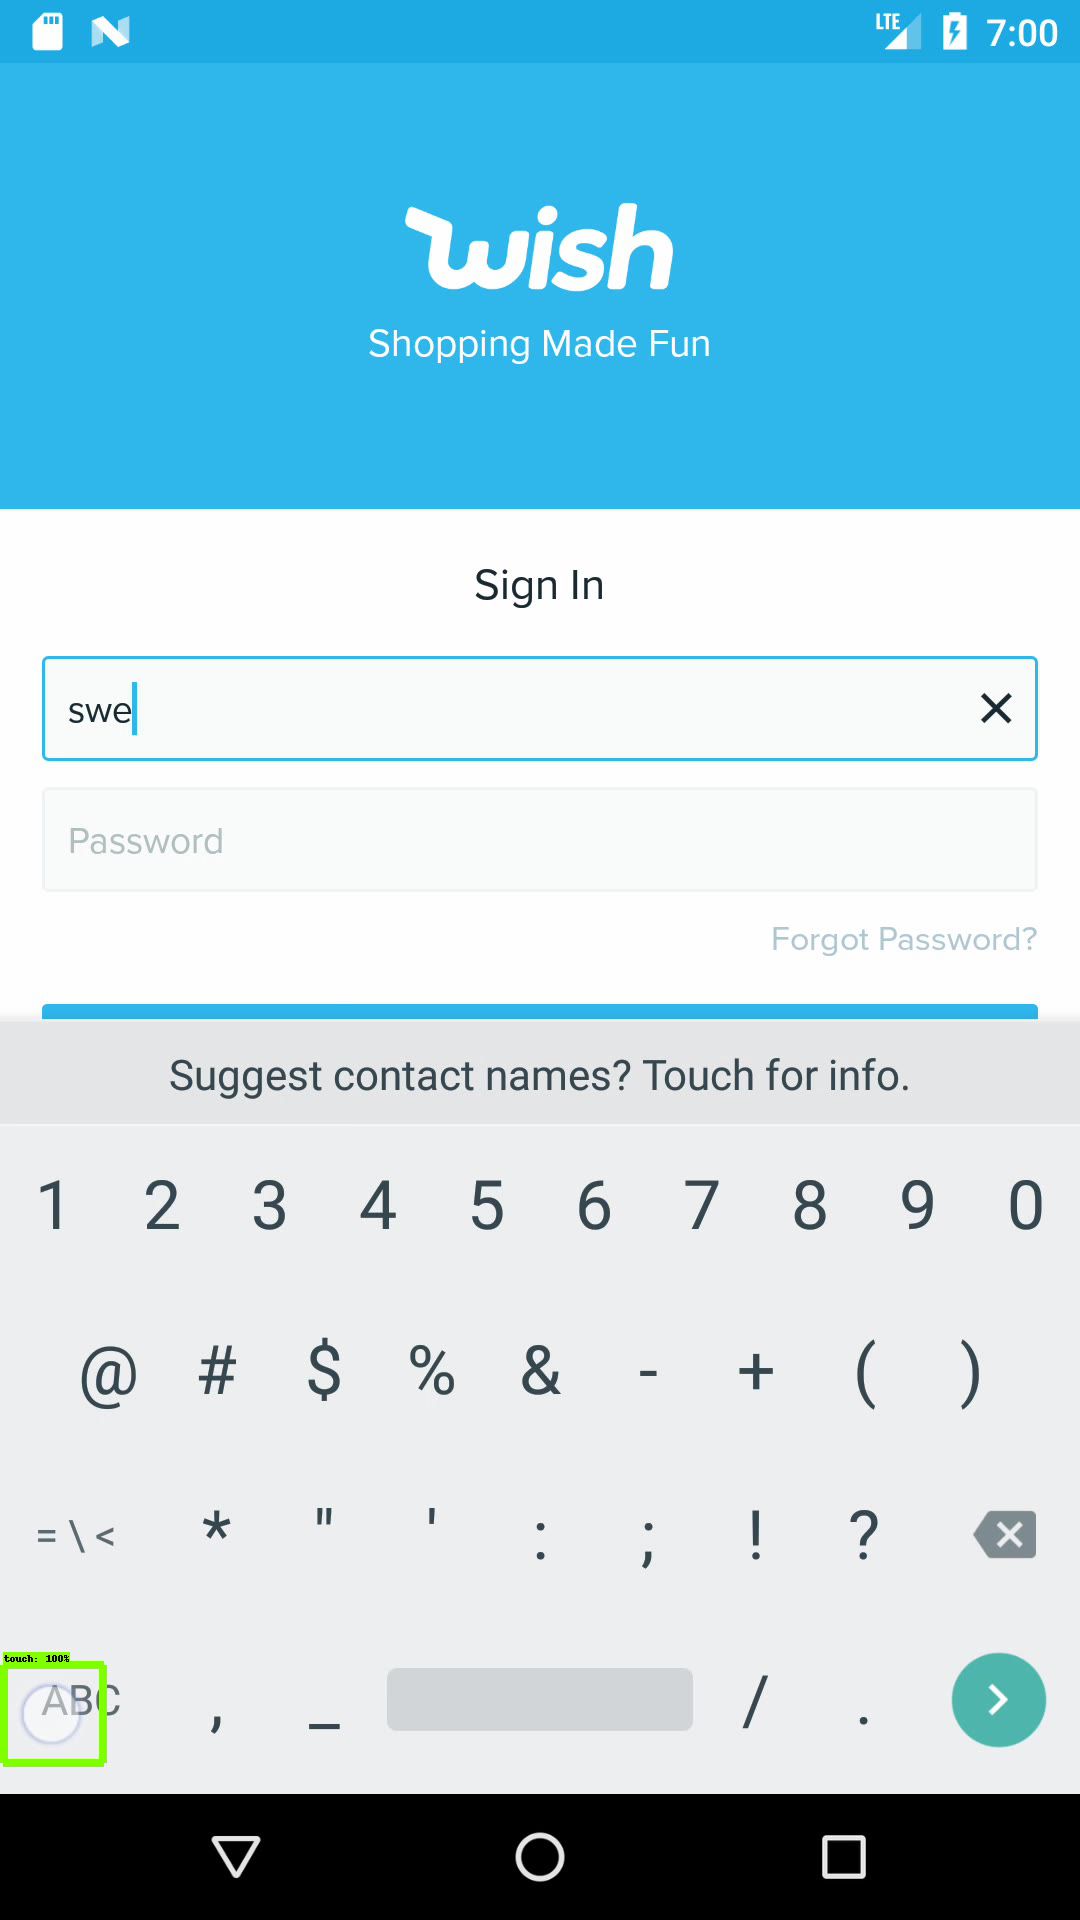 LTE 7:00
wish
Shopping Made Fun
Sign In
swe
Password
Forgot Password?
Suggest contact names? Touch for info.
1 2 3 4 5 6 7 8 9 0
@ # $ % & - + ( )
= \ < * " ' : ; ! ?
touch: 100%
ABC , _ / .